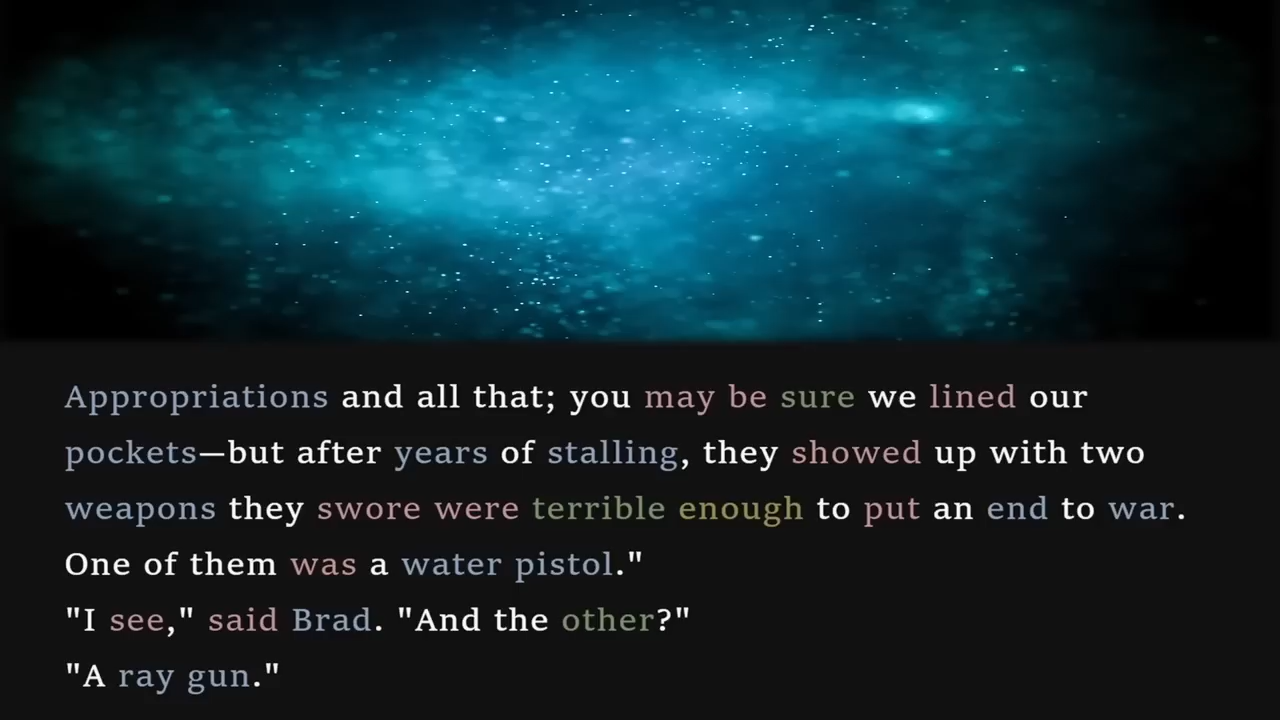 Appropriations and all that; you may be sure we lined our
pockets—but after years of stalling, they showed up with two
weapons they swore were terrible enough to put an end to war.
One of them was a water pistol."
"I see," said Brad. "And the other?"
"A ray gun."